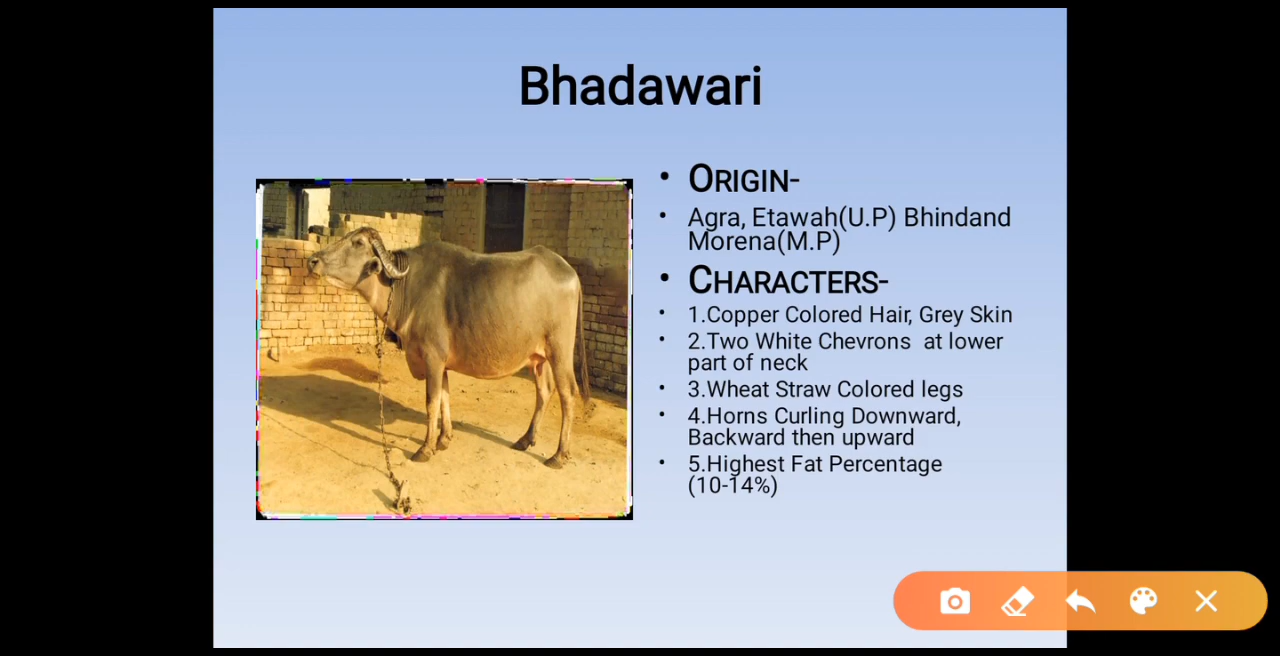 Bhadawari
• ORIGIN-
• Agra, Etawah(U.P) Bhindand
Morena(M.P)
• CHARACTERS-
• 1.Copper Colored Hair, Grey Skin
• 2.Two White Chevrons  at lower
part of neck
• 3.Wheat Straw Colored legs
• 4.Horns Curling Downward,
Backward then upward
• 5.Highest Fat Percentage
(10-14%)